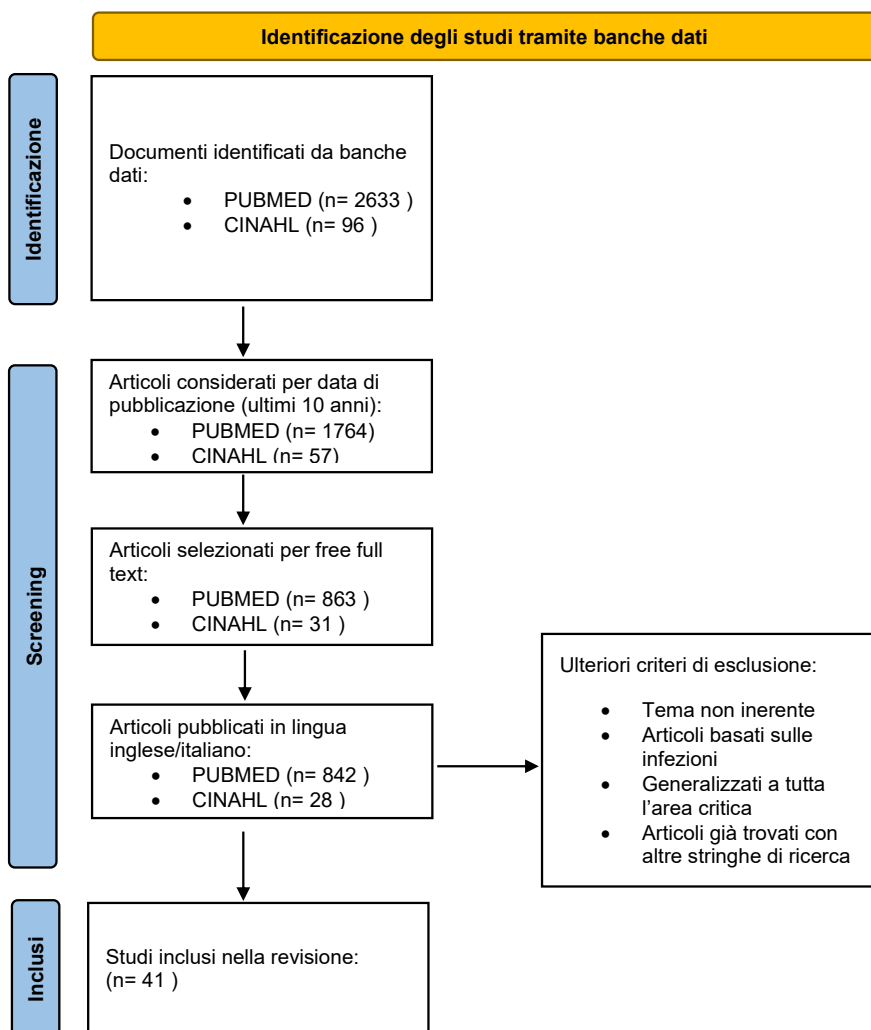 Identificazione degli studi tramite banche dati
Identificazione
Documenti identificati da banche
dati:
• PUBMED (n= 2633 )
• CINAHL (n= 96 )
Screening
Articoli considerati per data di
pubblicazione (ultimi 10 anni):
• PUBMED (n= 1764)
• CINAHL (n= 57)
Articoli selezionati per free full
text:
• PUBMED (n= 863 )
• CINAHL (n= 31 )
Articoli pubblicati in lingua
inglese/italiano:
• PUBMED (n= 842 )
• CINAHL (n= 28 )
Ulteriori criteri di esclusione:
• Tema non inerente
• Articoli basati sulle
infezioni
• Generalizzati a tutta
l’area critica
• Articoli già trovati con
altre stringhe di ricerca
Inclusi
Studi inclusi nella revisione:
(n= 41 )